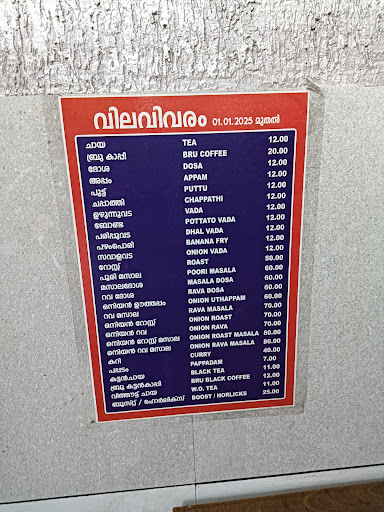 വിലവിവരം 01.01.2025 മുതൽ
ചായ TEA 12.00
ബ്രൂ കാപ്പി BRU COFFEE 20.00
ദോശ DOSA 12.00
അപ്പം APPAM 12.00
പുട്ട് PUTTU 12.00
ചപ്പാത്തി CHAPPATHI 12.00
ഉഴുന്നുവട VADA 12.00
ബോണ്ട POTTATO VADA 12.00
പരിപ്പുവട DHAL VADA 12.00
പഴംപൊരി BANANA FRY 12.00
സവാളവട ONION VADA 12.00
റോസ്റ്റ് ROAST 50.00
പൂരി മസാല POORI MASALA 60.00
മസാലദോശ MASALA DOSA 60.00
റവ ദോശ RAVA DOSA 60.00
ഒനിയൻ ഊത്തപ്പം ONION UTHAPPAM 60.00
റവ മസാല RAVA MASALA 70.00
ഒനിയൻ റോസ്റ്റ് ONION ROAST 70.00
ഒനിയൻ റവ ONION RAVA 70.00
ഒനിയൻ റോസ്റ്റ് മസാല ONION ROAST MASALA 80.00
ഒനിയൻ റവ മസാല ONION RAVA MASALA 80.00
കറി CURRY 40.00
പപ്പടം PAPPADAM 7.00
കട്ടൻചായ BLACK TEA 11.00
ബ്രൂ കട്ടൻകാപ്പി BRU BLACK COFFEE 12.00
വിത്തൗട്ട് ചായ W.O. TEA 11.00
ബൂസ്റ്റ് / ഹോർലിക്സ് BOOST / HORLICKS 25.00